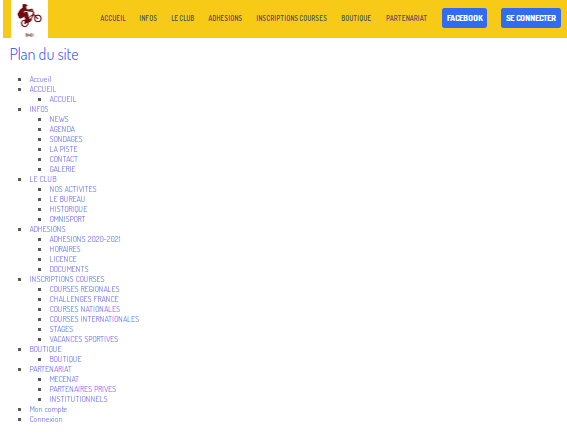 ACCUEIL INFOS LE CLUB ADHESIONS INSCRIPTIONS COURSES BOUTIQUE PARTENARIAT FACEBOOK SE CONNECTER
Plan du site
Accueil
ACCUEIL
ACCUEIL
INFOS
NEWS
AGENDA
SONDAGES
LA PISTE
CONTACT
GALERIE
LE CLUB
NOS ACTIVITES
LE BUREAU
HISTORIQUE
OMNISPORT
ADHESIONS
ADHESIONS 2020-2021
HORAIRES
LICENCE
DOCUMENTS
INSCRIPTIONS COURSES
COURSES REGIONALES
CHALLENGES FRANCE
COURSES NATIONALES
COURSES INTERNATIONALES
STAGES
VACANCES SPORTIVES
BOUTIQUE
BOUTIQUE
PARTENARIAT
MECENAT
PARTENAIRES PRIVES
INSTITUTIONNELS
Mon compte
Connexion